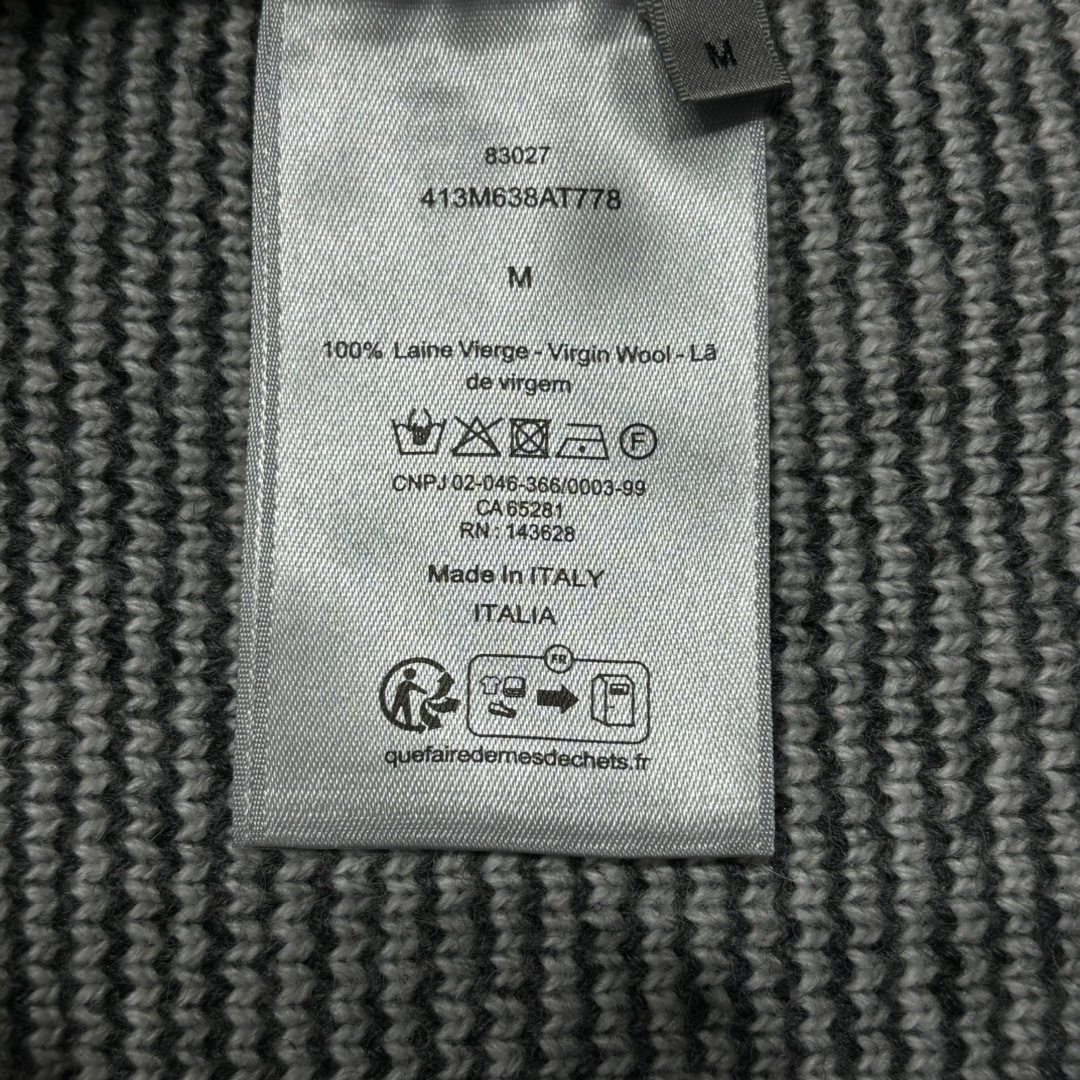 M
83027
413M638AT778
M
100% Laine Vierge - Virgin Wool - Lã
de virgem
F
CNPJ 02-046-366/0003-99
CA 65281
RN : 143628
Made In ITALY
ITALIA
FR
quefairedemesdechets.fr